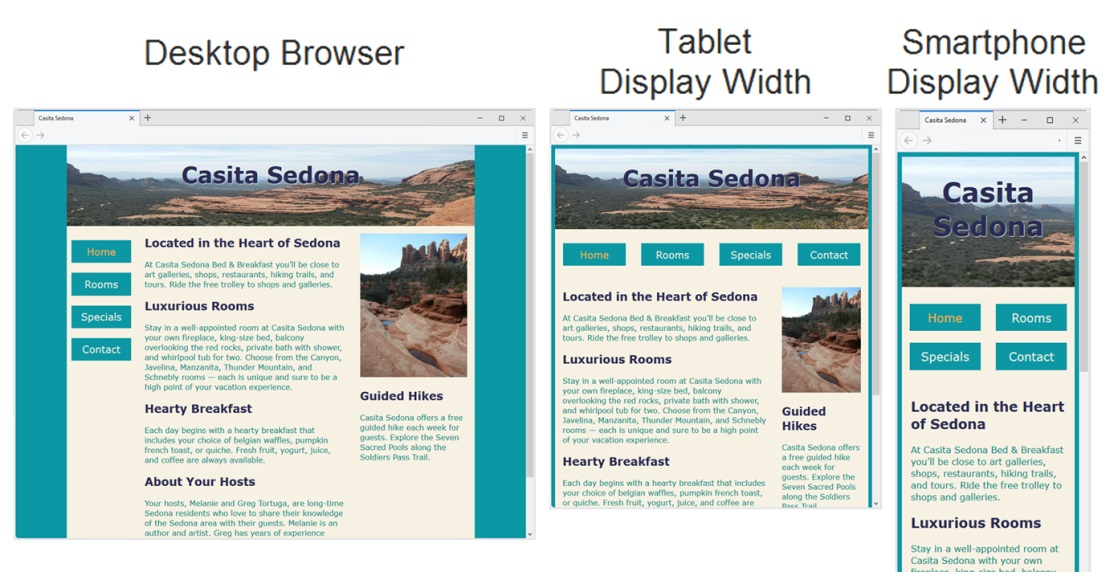 Desktop Browser
Tablet
Display Width
Smartphone
Display Width
Casita Sedona
Casita Sedona
Home
Rooms
Specials
Contact
Located in the Heart of Sedona
At Casita Sedona Bed & Breakfast you'll be close to
art galleries, shops, restaurants, hiking trails, and
tours. Ride the free trolley to shops and galleries.
Luxurious Rooms
Stay in a well-appointed room at Casita Sedona with
your own fireplace, king-size bed, balcony
overlooking the red rocks, private bath with shower,
and whirlpool tub for two. Choose from the Canyon,
Javelina, Manzanita, Thunder Mountain, and
Schnebly rooms — each is unique and sure to be a
high point of your vacation experience.
Hearty Breakfast
Each day begins with a hearty breakfast that
includes your choice of belgian waffles, pumpkin
french toast, or quiche. Fresh fruit, yogurt, juice,
and coffee are always available.
About Your Hosts
Your hosts, Melanie and Greg Tortuga, are long-time
Sedona residents who love to share their knowledge
of the Sedona area with their guests. Melanie is an
author and artist. Greg has years of experience
Guided Hikes
Casita Sedona offers a free
guided hike each week for
guests. Explore the Seven
Sacred Pools along the
Soldiers Pass Trail.
Casita Sedona
Casita Sedona
Home Rooms Specials Contact
Located in the Heart of Sedona
At Casita Sedona Bed & Breakfast you'll be close to
art galleries, shops, restaurants, hiking trails, and
tours. Ride the free trolley to shops and galleries.
Luxurious Rooms
Stay in a well-appointed room at Casita Sedona with
your own fireplace, king-size bed, balcony
overlooking the red rocks, private bath with shower,
and whirlpool tub for two. Choose from the Canyon,
Javelina, Manzanita, Thunder Mountain, and Schnebly
rooms — each is unique and sure to be a high point
of your vacation experience.
Hearty Breakfast
Each day begins with a hearty breakfast that includes
your choice of belgian waffles, pumpkin french toast,
or quiche. Fresh fruit, yogurt, juice, and coffee are
Guided
Hikes
Casita Sedona offers
a free guided hike
each week for
guests. Explore the
Seven Sacred Pools
along the Soldiers
Pass Trail.
Casita Sedona
Casita
Sedona
Home Rooms
Specials Contact
Located in the Heart
of Sedona
At Casita Sedona Bed & Breakfast
you'll be close to art galleries,
shops, restaurants, hiking trails,
and tours. Ride the free trolley to
shops and galleries.
Luxurious Rooms
Stay in a well-appointed room at
Casita Sedona with your own
fireplace, king-size bed, balcony